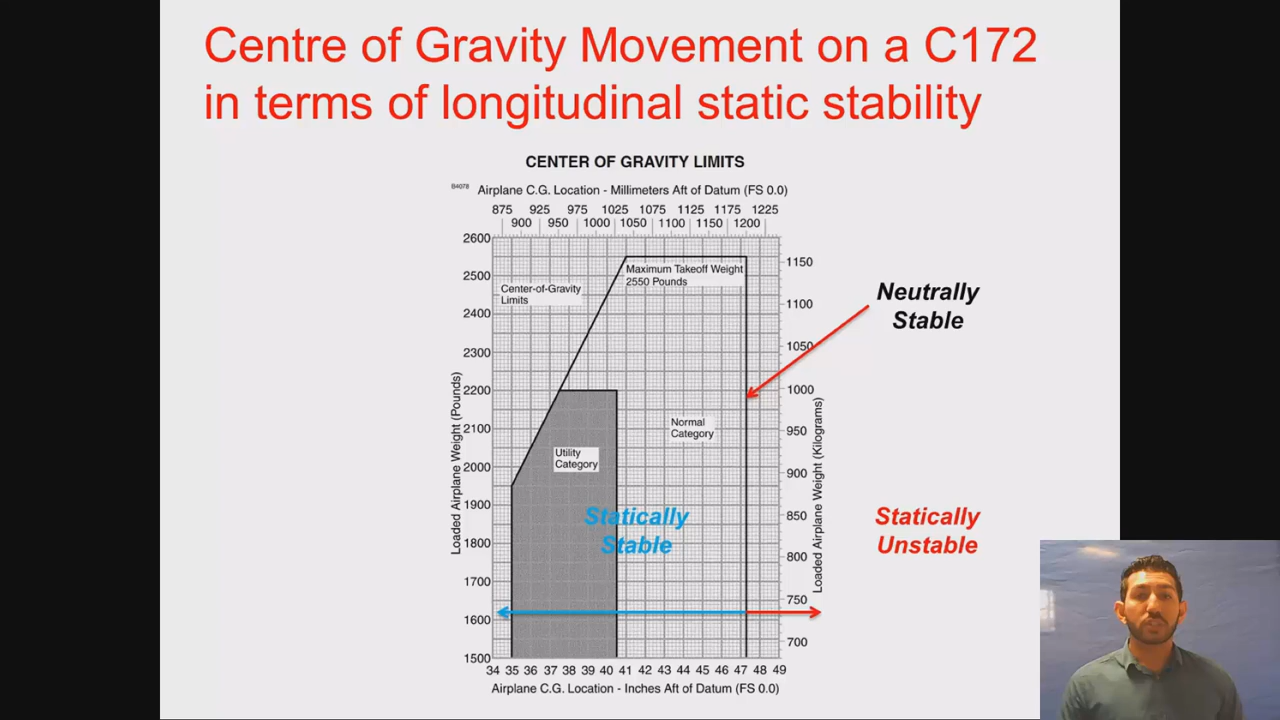 Centre of Gravity Movement on a C172
in terms of longitudinal static stability
CENTER OF GRAVITY LIMITS
B4078
Airplane C.G. Location - Millimeters Aft of Datum (FS 0.0)
875 925 975 1025 1075 1125 1175 1225
900 950 1000 1050 1100 1150 1200
2600
2500
2400
2300
2200
2100
2000
1900
1800
1700
1600
1500
Loaded Airplane Weight (Pounds)
Center-of-Gravity
Limits
Maximum Takeoff Weight
2550 Pounds
Utility
Category
Normal
Category
Statically
Stable
1150
1100
1050
1000
950
900
850
800
750
700
Loaded Airplane Weight (Kilograms)
Neutrally
Stable
Statically
Unstable
34 35 36 37 38 39 40 41 42 43 44 45 46 47 48 49
Airplane C.G. Location - Inches Aft of Datum (FS 0.0)